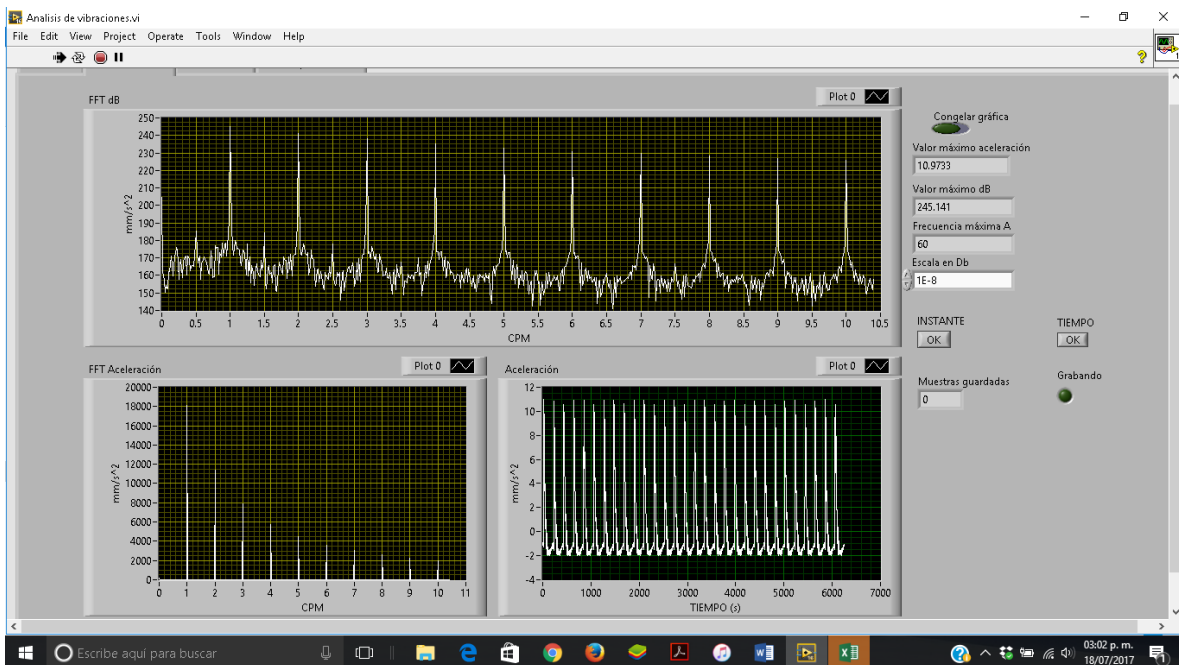 Analisis de vibraciones.vi
File Edit View Project Operate Tools Window Help
1
FFT dB
Plot 0
250
240
230
220
210
200
190
180
170
160
150
140
mm/s^2
0 0.5 1 1.5 2 2.5 3 3.5 4 4.5 5 5.5 6 6.5 7 7.5 8 8.5 9 9.5 10 10.5
CPM
Congelar gráfica
Valor máximo aceleración
10.9733
Valor máximo dB
245.141
Frecuencia máxima A
60
Escala en Db
1E-8
INSTANTE
OK
TIEMPO
OK
Muestras guardadas
0
Grabando
FFT Aceleración
Plot 0
20000
18000
16000
14000
12000
10000
8000
6000
4000
2000
0
mm/s^2
0 1 2 3 4 5 6 7 8 9 10 11
CPM
Aceleración
Plot 0
12
10
8
6
4
2
0
-2
-4
mm/s^2
0 1000 2000 3000 4000 5000 6000 7000
TIEMPO (s)
Escribe aquí para buscar
03:02 p. m.
18/07/2017